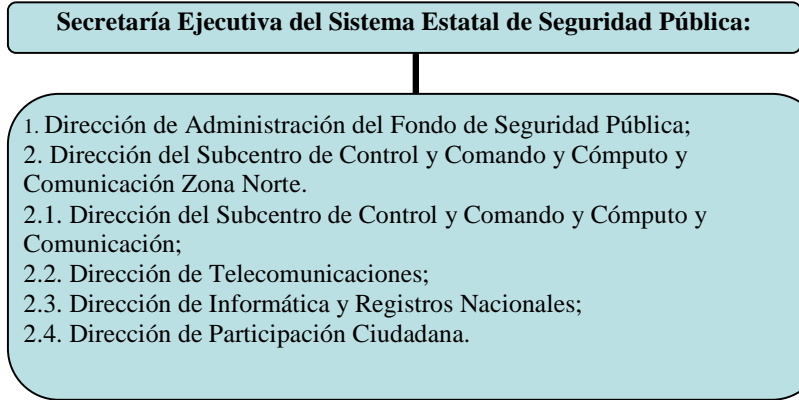 Secretaría Ejecutiva del Sistema Estatal de Seguridad Pública:
1. Dirección de Administración del Fondo de Seguridad Pública;
2. Dirección del Subcentro de Control y Comando y Cómputo y
Comunicación Zona Norte.
2.1. Dirección del Subcentro de Control y Comando y Cómputo y
Comunicación;
2.2. Dirección de Telecomunicaciones;
2.3. Dirección de Informática y Registros Nacionales;
2.4. Dirección de Participación Ciudadana.